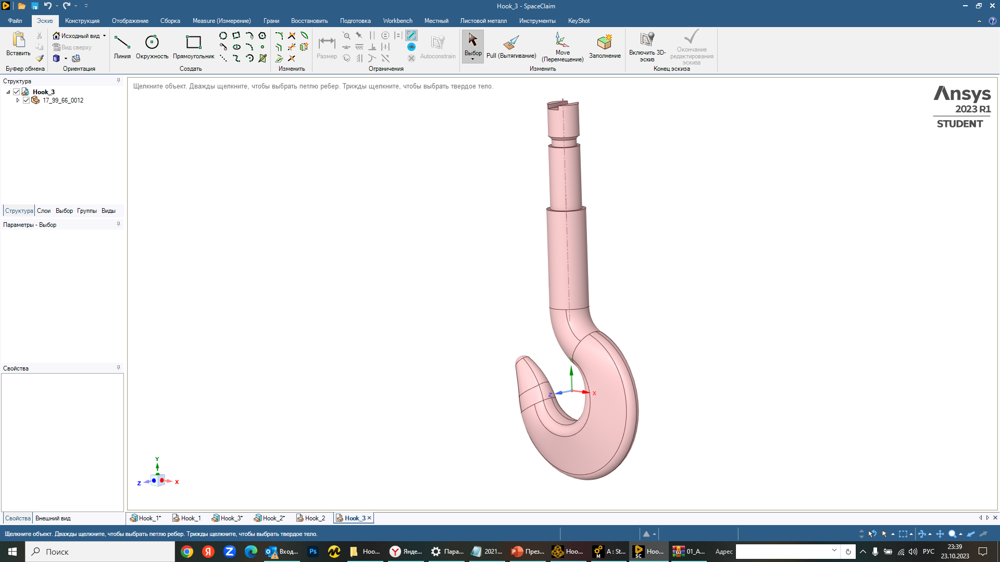 Hook_3 - SpaceClaim
Файл Эскиз Конструкция Отображение Сборка Measure (Измерение) Грани Восстановить Подготовка Workbench Местный Листовой металл Инструменты KeyShot
Вставить
Буфер обмена
Исходный вид
Вид сверху
Ориентация
Линия Окружность Прямоугольник
Создать
Изменить
Размер
Autoconstrain
Ограничения
Выбор
Pull (Вытягивание)
Move
(Перемещение)
Заполнение
Изменить
Включить 3D-
эскиз
Окончание
редактирования
эскиза
Конец эскиза
Структура
Hook_3
17_99_66_0012
Структура Слои Выбор Группы Виды
Параметры - Выбор
Свойства
Свойства Внешний вид
Щелкните объект. Дважды щелкните, чтобы выбрать петлю ребер. Трижды щелкните, чтобы выбрать твердое тело.
Ansys
2023 R1
STUDENT
Y
Z
X
Y
Z
X
Hook_1* Hook_1 Hook_3* Hook_2* Hook_2 Hook_3
Щелкните объект. Дважды щелкните, чтобы выбрать петлю ребер. Трижды щелкните, чтобы выбрать твердое тело.
Поиск
Вход...
Ps
Hoo...
Янде...
Пара...
2021...
През...
Hoo...
A : St...
Hoo...
01_A...
Адрес
РУС
23:39
23.10.2023